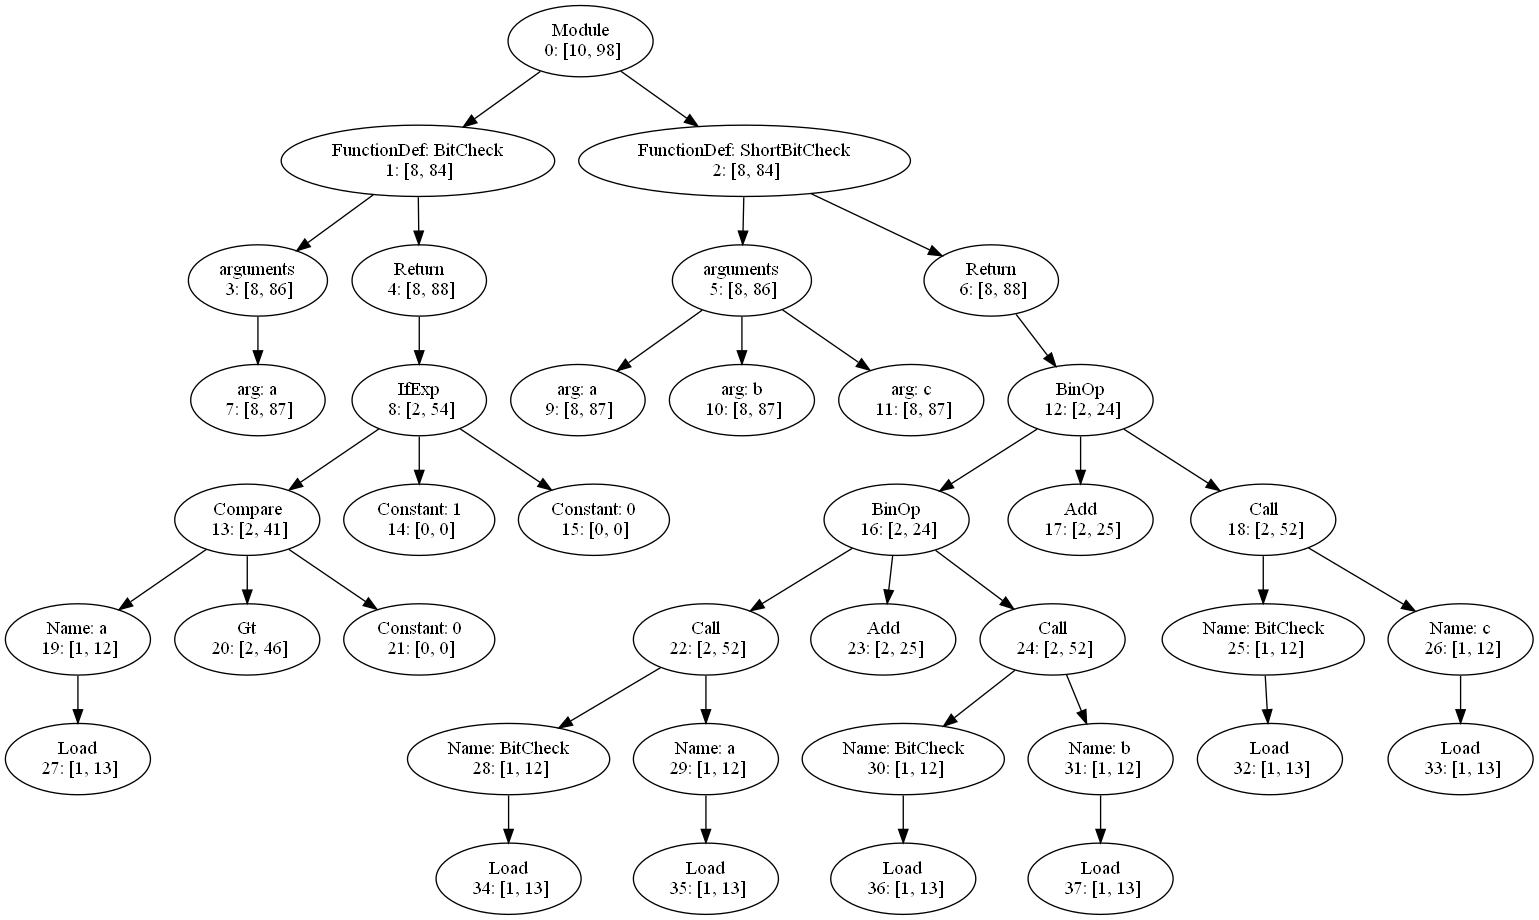 Module
0: [10, 98]
FunctionDef: BitCheck
1: [8, 84]
FunctionDef: ShortBitCheck
2: [8, 84]
arguments
3: [8, 86]
Return
4: [8, 88]
arguments
5: [8, 86]
Return
6: [8, 88]
arg: a
7: [8, 87]
IfExp
8: [2, 54]
arg: a
9: [8, 87]
arg: b
10: [8, 87]
arg: c
11: [8, 87]
BinOp
12: [2, 24]
Compare
13: [2, 41]
Constant: 1
14: [0, 0]
Constant: 0
15: [0, 0]
BinOp
16: [2, 24]
Add
17: [2, 25]
Call
18: [2, 52]
Name: a
19: [1, 12]
Gt
20: [2, 46]
Constant: 0
21: [0, 0]
Call
22: [2, 52]
Add
23: [2, 25]
Call
24: [2, 52]
Name: BitCheck
25: [1, 12]
Name: c
26: [1, 12]
Load
27: [1, 13]
Name: BitCheck
28: [1, 12]
Name: a
29: [1, 12]
Name: BitCheck
30: [1, 12]
Name: b
31: [1, 12]
Load
32: [1, 13]
Load
33: [1, 13]
Load
34: [1, 13]
Load
35: [1, 13]
Load
36: [1, 13]
Load
37: [1, 13]